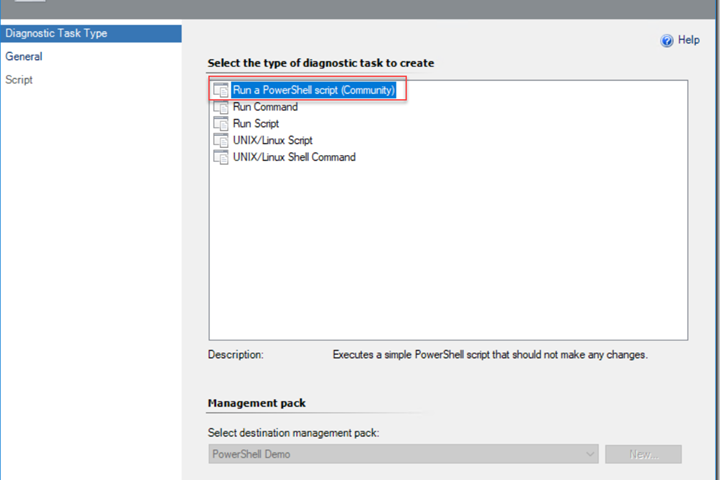 Diagnostic Task Type
General
Script
Help
Select the type of diagnostic task to create
Run a PowerShell script (Community)
Run Command
Run Script
UNIX/Linux Script
UNIX/Linux Shell Command
Description: Executes a simple PowerShell script that should not make any changes.
Management pack
Select destination management pack:
PowerShell Demo New...